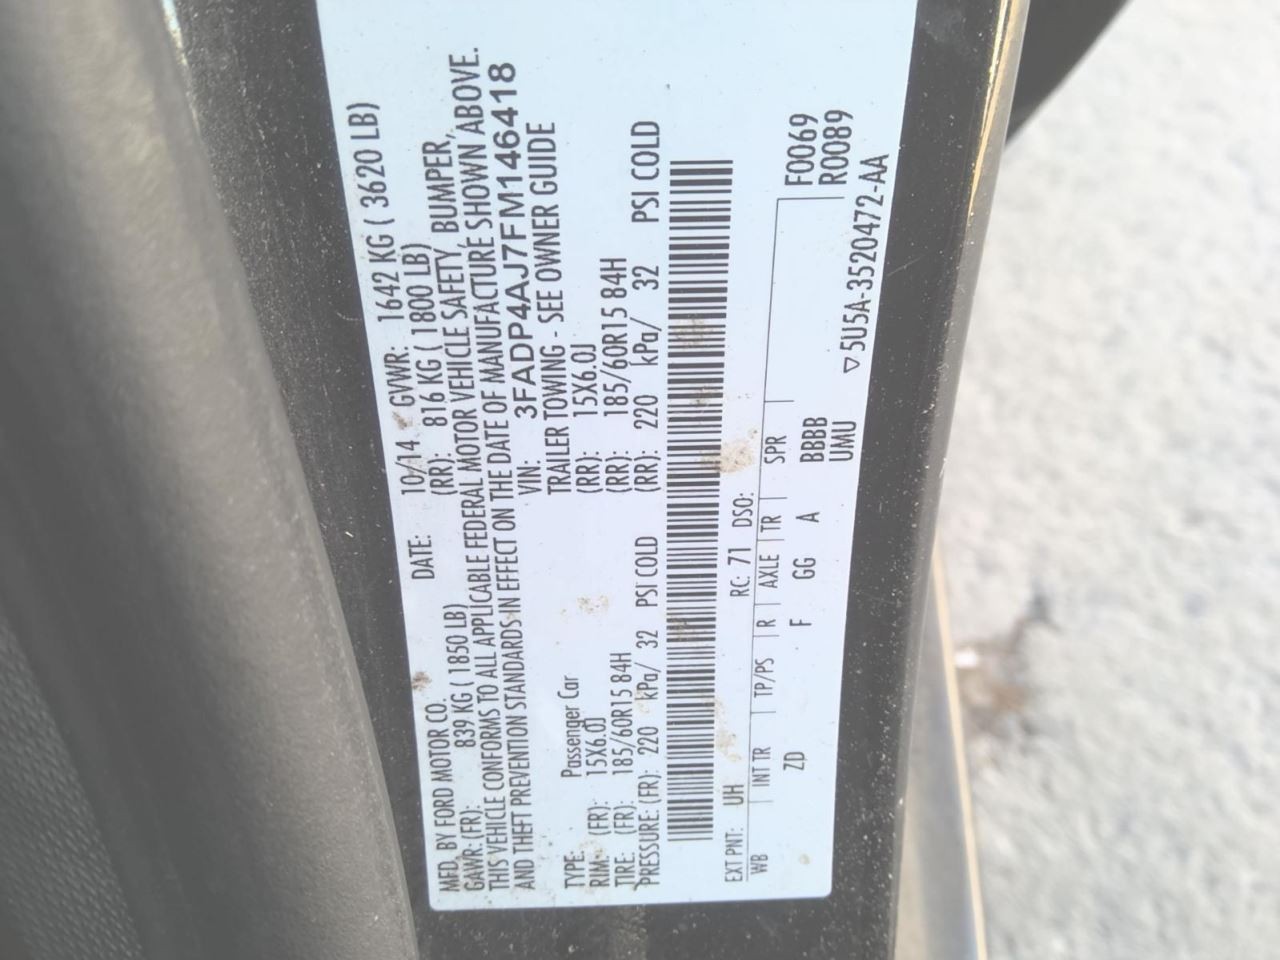 MFD. BY FORD MOTOR CO.
DATE: 10/14 GVWR: 1642 KG ( 3620 LB)
GAWR: (FR): 839 KG ( 1850 LB) (RR): 816 KG ( 1800 LB)
THIS VEHICLE CONFORMS TO ALL APPLICABLE FEDERAL MOTOR VEHICLE SAFETY BUMPER,
AND THEFT PREVENTION STANDARDS IN EFFECT ON THE DATE OF MANUFACTURE SHOWN ABOVE.
VIN: 3FADP4AJ7FM146418
TYPE: Passenger Car TRAILER TOWING - SEE OWNER GUIDE
RIM: (FR): 15X6.0J (RR): 15X6.0J
TIRE: (FR): 185/60R15 84H (RR): 185/60R15 84H
PRESSURE: (FR): 220 kPa/ 32 PSI COLD (RR): 220 kPa/ 32 PSI COLD
EXT PNT: UH RC: 71 DSO:
WB INT TR TP/PS R AXLE TR SPR F0069
ZD F GG A BBBB R0089
UMU
▽ 5U5A-3520472-AA